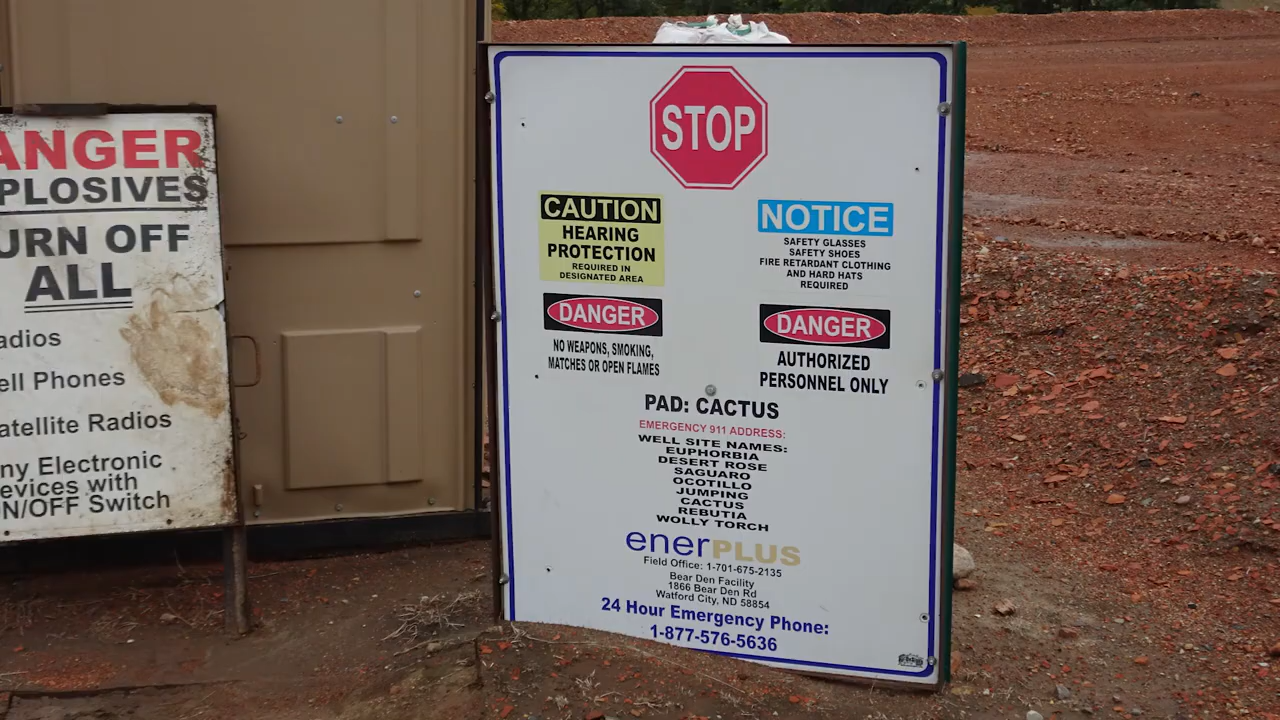 ANGER
PLOSIVES
URN OFF
ALL
adios
ell Phones
atellite Radios
ny Electronic
evices with
N/OFF Switch
STOP
CAUTION
HEARING
PROTECTION
REQUIRED IN
DESIGNATED AREA
NOTICE
SAFETY GLASSES
SAFETY SHOES
FIRE RETARDANT CLOTHING
AND HARD HATS
REQUIRED
DANGER
NO WEAPONS, SMOKING,
MATCHES OR OPEN FLAMES
DANGER
AUTHORIZED
PERSONNEL ONLY
PAD: CACTUS
EMERGENCY 911 ADDRESS:
WELL SITE NAMES:
EUPHORBIA
DESERT ROSE
SAGUARO
OCOTILLO
JUMPING
CACTUS
REBUTIA
WOLLY TORCH
enerPLUS
Field Office: 1-701-675-2135
Bear Den Facility
1866 Bear Den Rd
Watford City, ND 58854
24 Hour Emergency Phone:
1-877-576-5636